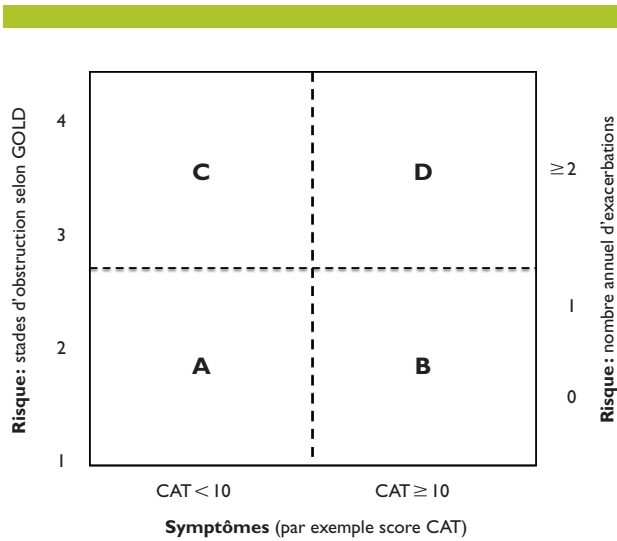 Risque: stades d'obstruction selon GOLD
4
3
2
1
C
D
A
B
≧2
1
0
Risque: nombre annuel d'exacerbations
CAT < 10
CAT ≥ 10
Symptômes (par exemple score CAT)